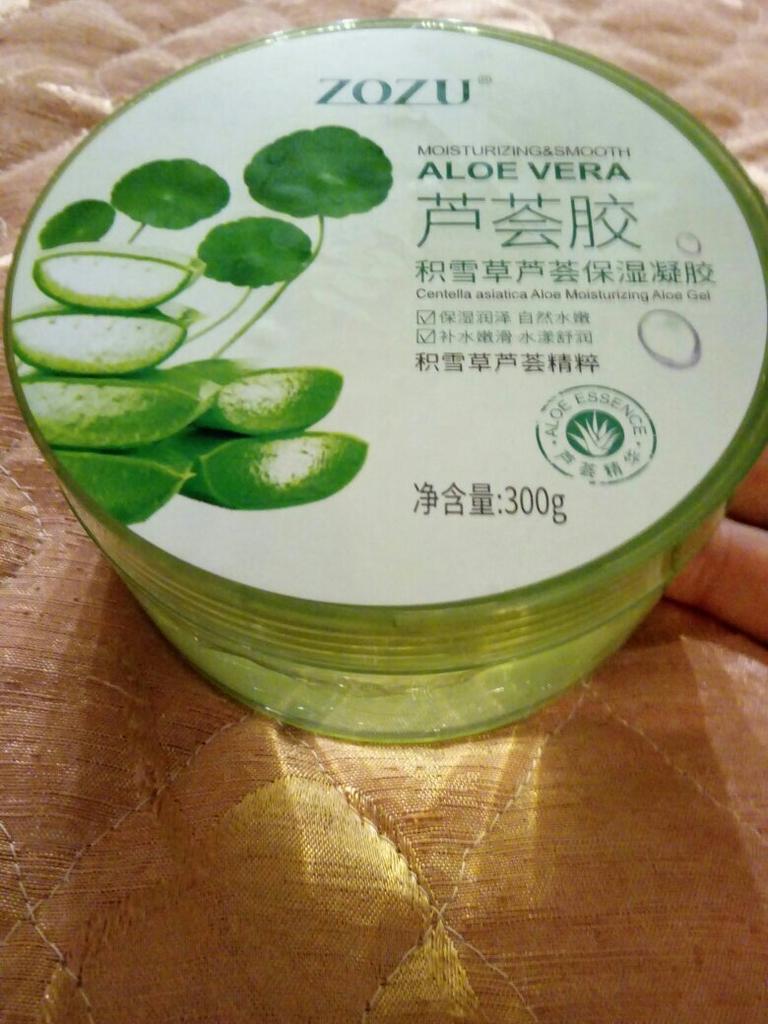 ZOZU®
MOISTURIZING&SMOOTH
ALOE VERA
芦荟胶
积雪草芦荟保湿凝胶
Centella asiatica Aloe Moisturizing Aloe Gel
☑保湿润泽 自然水嫩
☑补水嫩滑 水漾舒润
积雪草芦荟精粹
ALOE ESSENCE
芦荟精华
净含量:300g